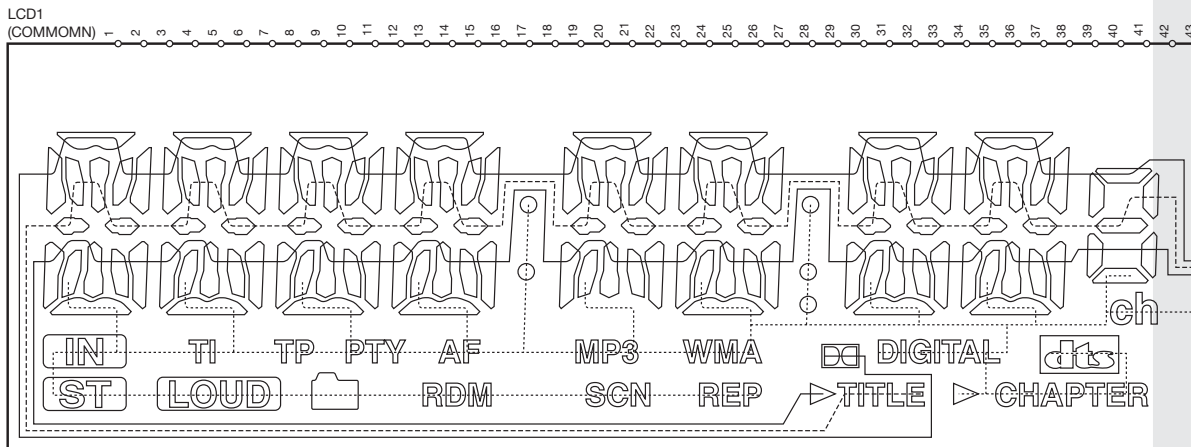 LCD1
(COMMOMN) 1 2 3 4 5 6 7 8 9 10 11 12 13 14 15 16 17 18 19 20 21 22 23 24 25 26 27 28 29 30 31 32 33 34 35 36 37 38 39 40 41 42 43
ch
IN TI TP PTY AF MP3 WMA DIGITAL dts
ST LOUD RDM SCN REP TITLE CHAPTER